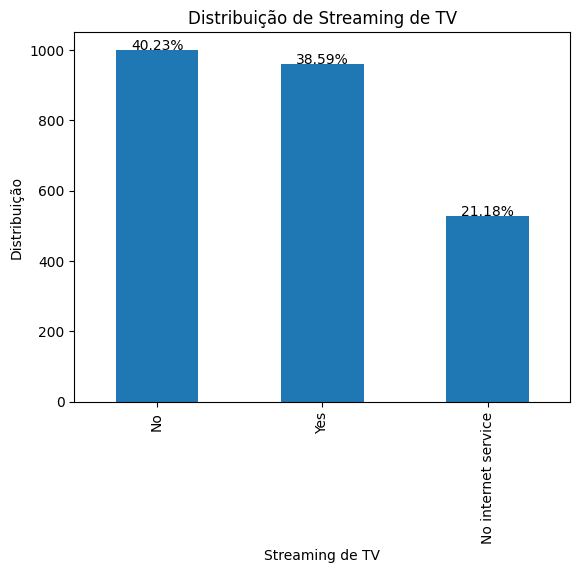 Distribuição de Streaming de TV
40.23%
38.59%
21.18%
1000
800
600
400
200
0
Distribuição
No
Yes
No internet service
Streaming de TV